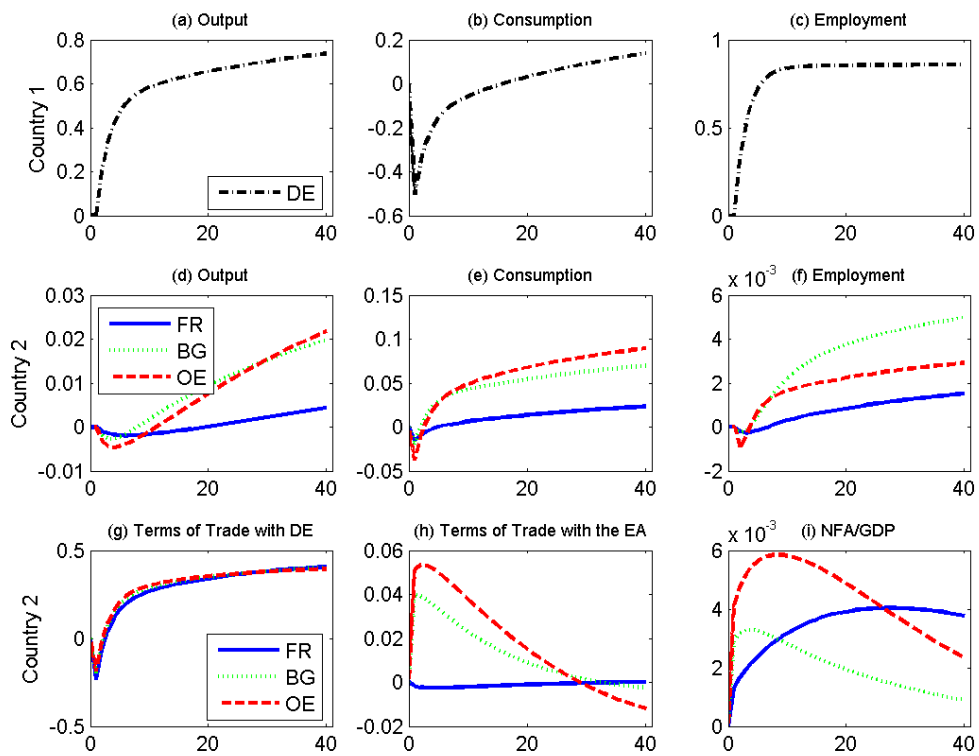 (a) Output
(b) Consumption
(c) Employment
Country 1
0.8
0.6
0.4
0.2
0
0 20 40
DE
0.2
0
-0.2
-0.4
-0.6
0 20 40
1
0.5
0
0 20 40
(d) Output
(e) Consumption
(f) Employment
Country 2
0.03
0.02
0.01
0
-0.01
0 20 40
FR
BG
OE
0.15
0.1
0.05
0
-0.05
0 20 40
x 10-3
6
4
2
0
-2
0 20 40
(g) Terms of Trade with DE
(h) Terms of Trade with the EA
(i) NFA/GDP
Country 2
0.5
0
-0.5
0 20 40
FR
BG
OE
0.06
0.04
0.02
0
-0.02
0 20 40
x 10-3
6
4
2
0
0 20 40